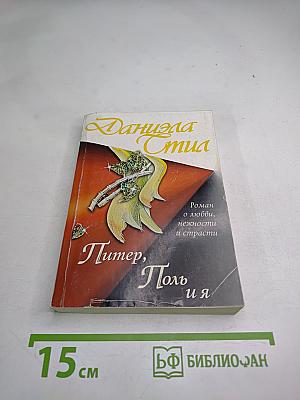 Даниэла
Стил
Роман
о любви,
нежности
и страсти
Питер,
Поль
и я
15 см
БФ БИБЛИОФАН